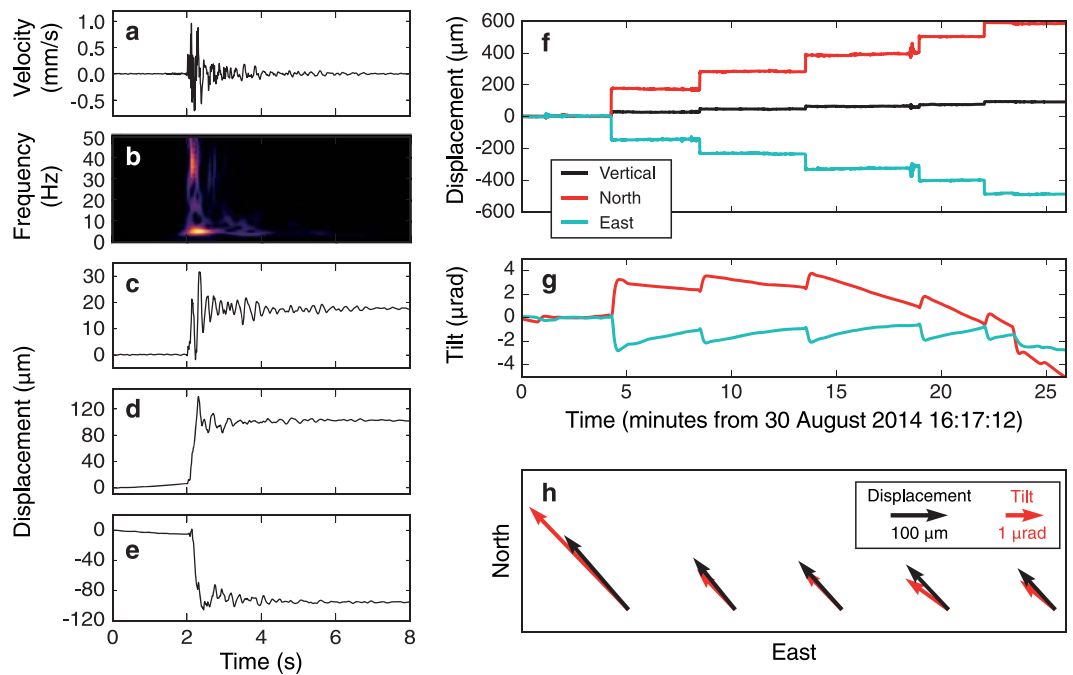 a
Velocity
(mm/s)
1.0
0.5
0.0
-0.5
b
Frequency
(Hz)
50
40
30
20
10
0
c
30
20
10
0
Displacement (µm)
d
120
80
40
0
e
0
-40
-80
-120
0 2 4 6 8
Time (s)
f
Displacement (µm)
600
400
200
0
-200
-400
-600
Vertical
North
East
g
Tilt (µrad)
4
2
0
-2
-4
0 5 10 15 20 25
Time (minutes from 30 August 2014 16:17:12)
h
North
Displacement
100 µm
Tilt
1 µrad
East